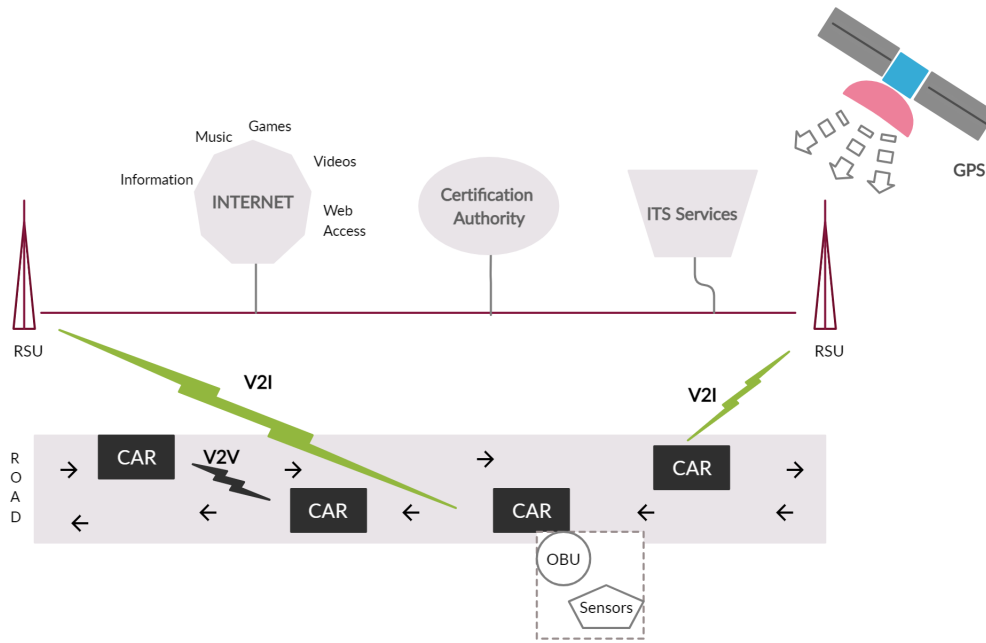 Games
Music
Videos
Information
INTERNET
Web
Access
Certification
Authority
ITS Services
GPS
RSU
RSU
V2I
V2I
ROAD
CAR
V2V
CAR
CAR
CAR
OBU
Sensors